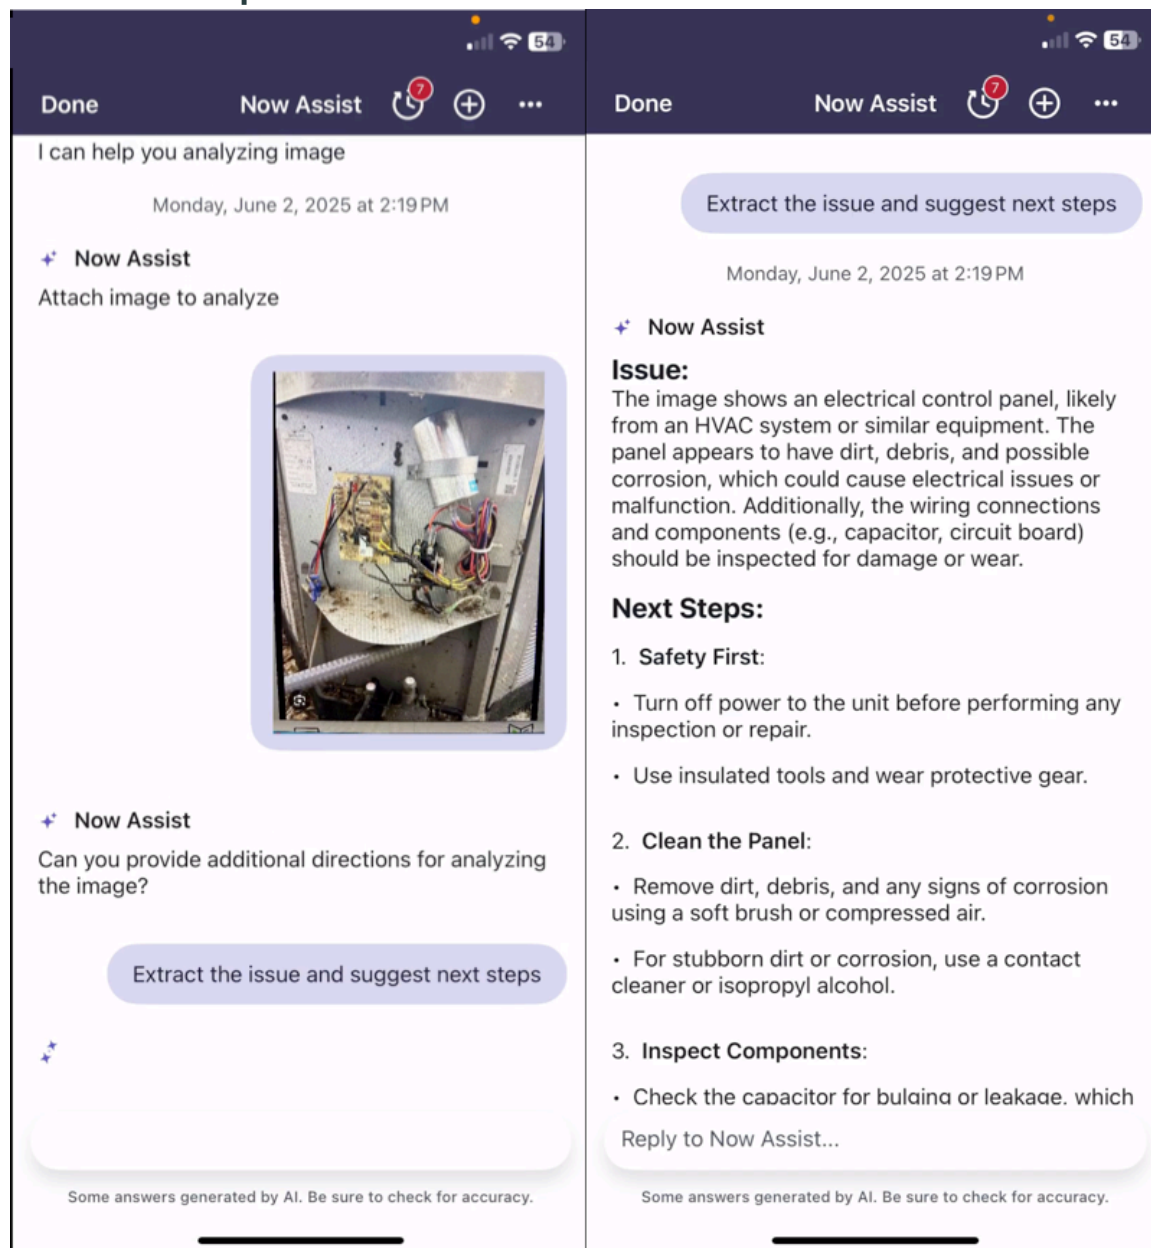 54
Done
Now Assist
7
I can help you analyzing image
Monday, June 2, 2025 at 2:19 PM
Now Assist
Attach image to analyze
Now Assist
Can you provide additional directions for analyzing
the image?
Extract the issue and suggest next steps
Some answers generated by AI. Be sure to check for accuracy.
54
Done
Now Assist
7
Extract the issue and suggest next steps
Monday, June 2, 2025 at 2:19 PM
Now Assist
Issue:
The image shows an electrical control panel, likely
from an HVAC system or similar equipment. The
panel appears to have dirt, debris, and possible
corrosion, which could cause electrical issues or
malfunction. Additionally, the wiring connections
and components (e.g., capacitor, circuit board)
should be inspected for damage or wear.
Next Steps:
1. Safety First:
• Turn off power to the unit before performing any
inspection or repair.
• Use insulated tools and wear protective gear.
2. Clean the Panel:
• Remove dirt, debris, and any signs of corrosion
using a soft brush or compressed air.
• For stubborn dirt or corrosion, use a contact
cleaner or isopropyl alcohol.
3. Inspect Components:
• Check the capacitor for bulging or leakage, which
Reply to Now Assist...
Some answers generated by AI. Be sure to check for accuracy.